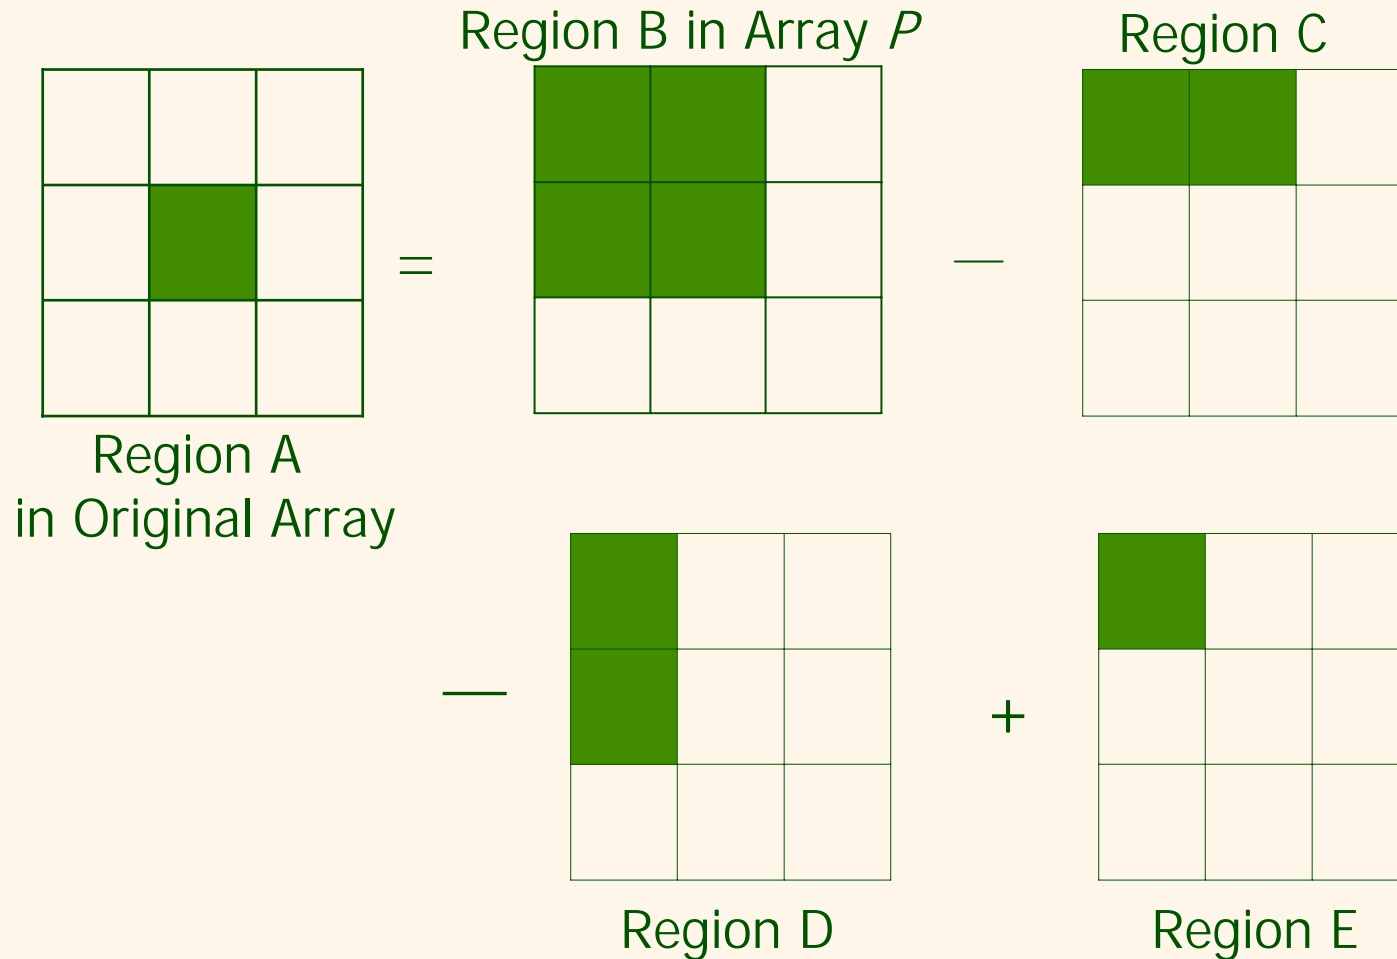 Region B in Array P
Region C
=
—
Region A
in Original Array
—
+
Region D
Region E